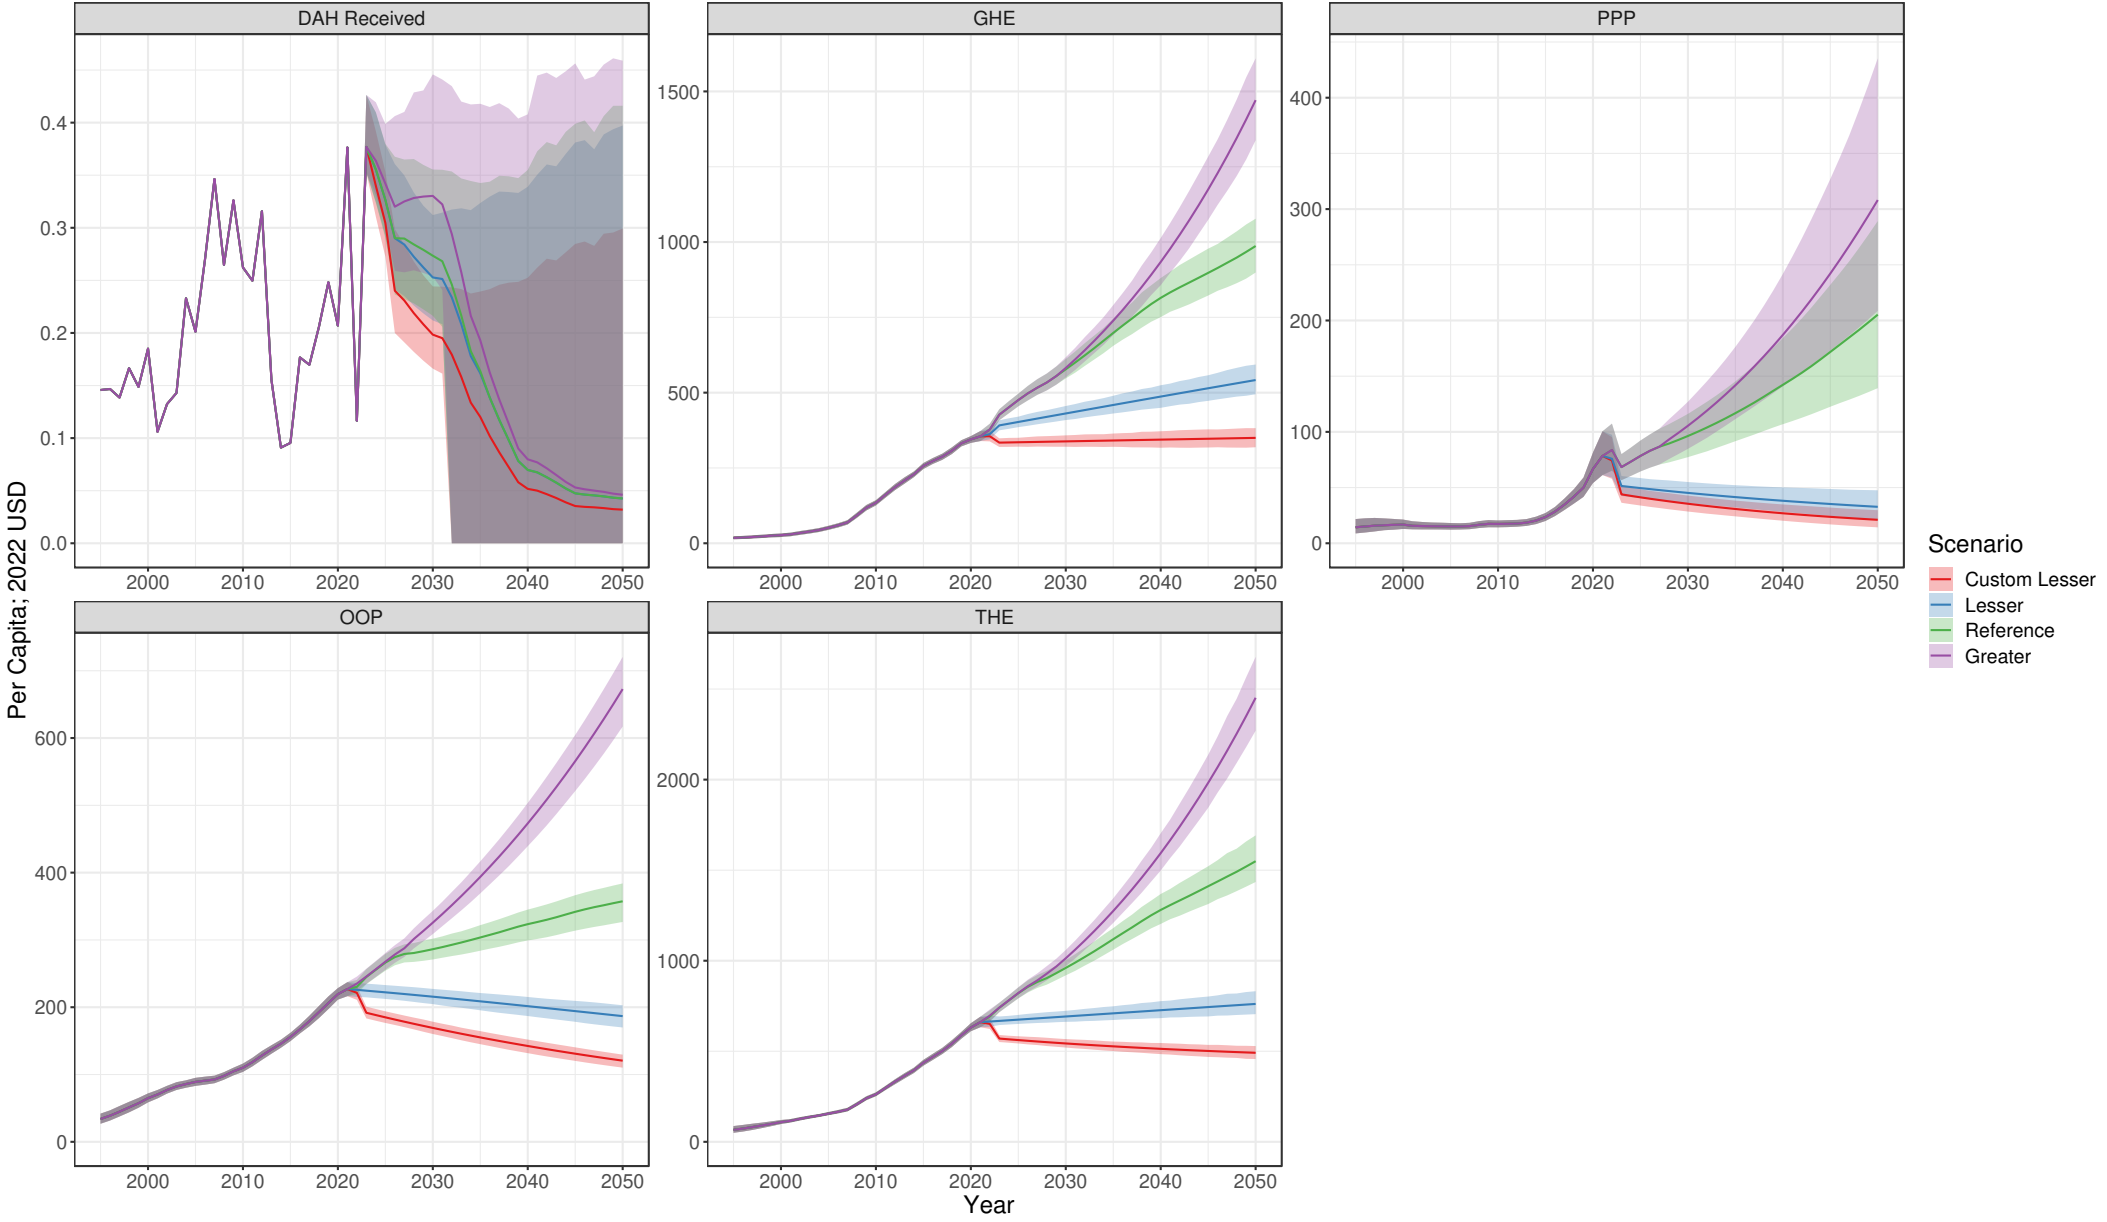 DAH Received
GHE
PPP
0.4
0.3
0.2
0.1
0.0
1500
1000
500
0
400
300
200
100
0
2000 2010 2020 2030 2040 2050
2000 2010 2020 2030 2040 2050
2000 2010 2020 2030 2040 2050
OOP
THE
600
400
200
0
2000
1000
0
2000 2010 2020 2030 2040 2050
2000 2010 2020 2030 2040 2050
Year
Per Capita; 2022 USD
Scenario
Custom Lesser
Lesser
Reference
Greater